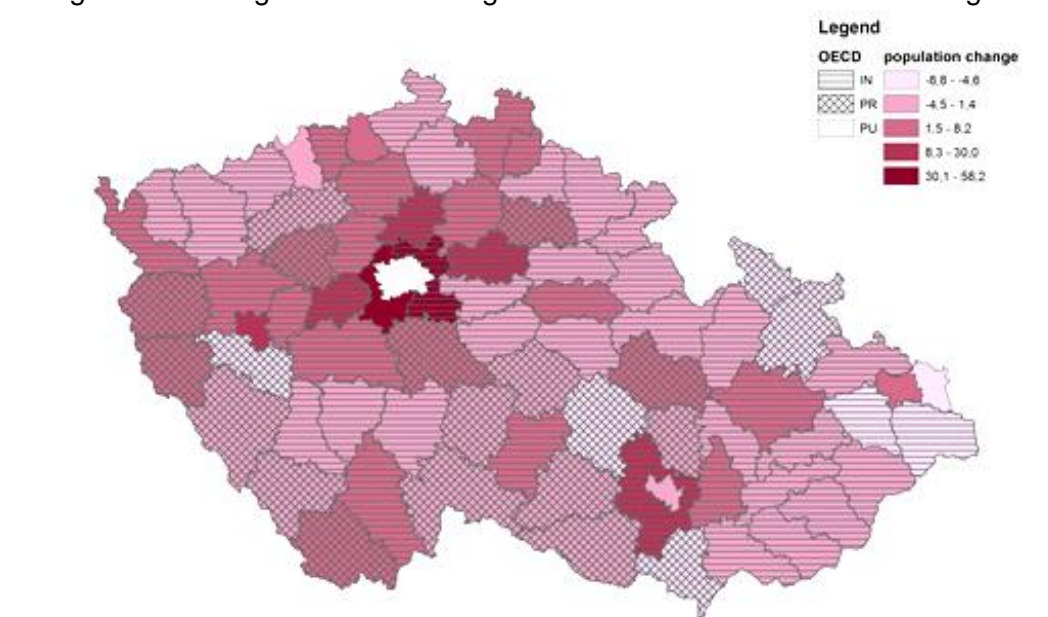 Legend
OECD population change
IN -6,8 - -4,6
PR -4,5 - 1,4
PU 1,5 - 8,2
8,3 - 30,0
30,1 - 58,2